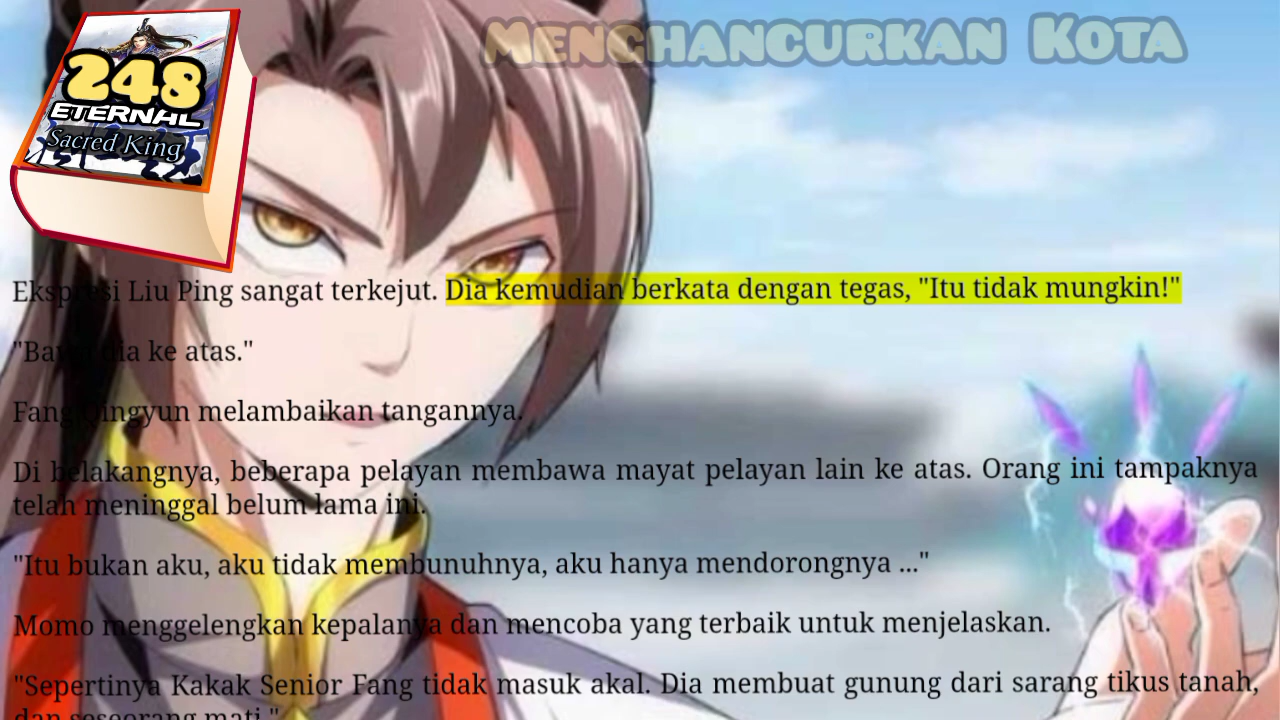 Menghancurkan Kota
248
ETERNAL
Sacred King
Ekspresi Liu Ping sangat terkejut. Dia kemudian berkata dengan tegas, "Itu tidak mungkin!"
"Bawa dia ke atas."
Fang Qingyun melambaikan tangannya.
Di belakangnya, beberapa pelayan membawa mayat pelayan lain ke atas. Orang ini tampaknya
telah meninggal belum lama ini.
"Itu bukan aku, aku tidak membunuhnya, aku hanya mendorongnya ..."
Momo menggelengkan kepalanya dan mencoba yang terbaik untuk menjelaskan.
"Sepertinya Kakak Senior Fang tidak masuk akal. Dia membuat gunung dari sarang tikus tanah,
dan seseorang mati."